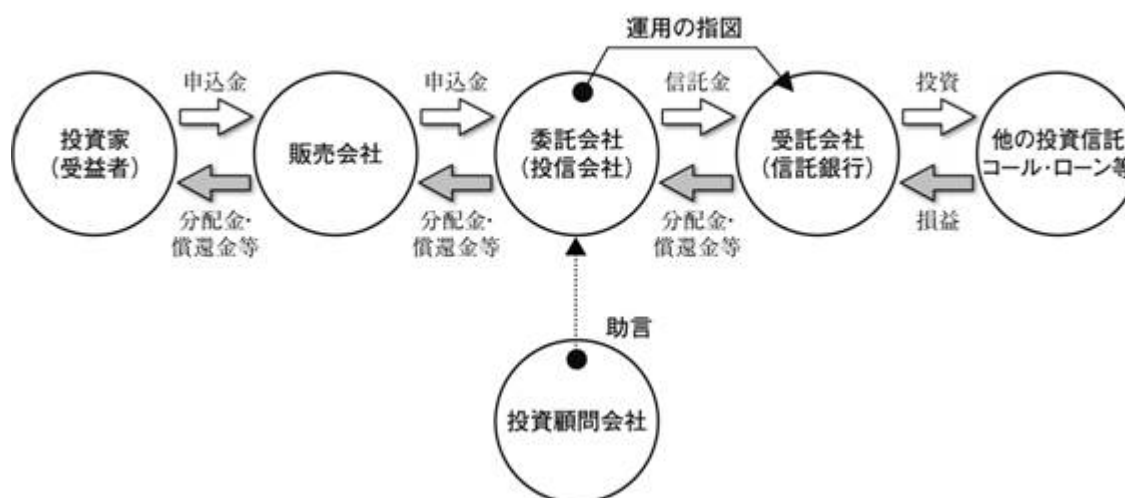 運用の指図
申込金
申込金
信託金
投資
投資家
(受益者)
販売会社
委託会社
(投信会社)
受託会社
(信託銀行)
他の投資信託
コール・ローン等
分配金・
償還金等
分配金・
償還金等
分配金・
償還金等
損益
助言
投資顧問会社